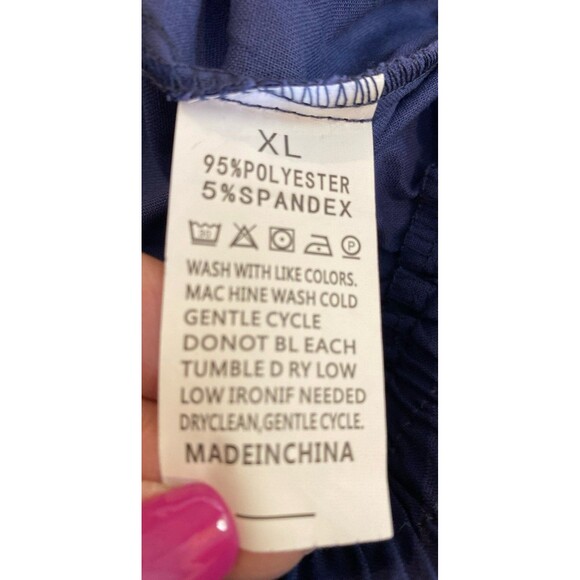 XL
95%POLYESTER
5%SPANDEX
30 P
WASH WITH LIKE COLORS.
MAC HINE WASH COLD
GENTLE CYCLE
DONOT BL EACH
TUMBLE D RY LOW
LOW IRONIF NEEDED
DRYCLEAN,GENTLE CYCLE.
MADEINCHINA